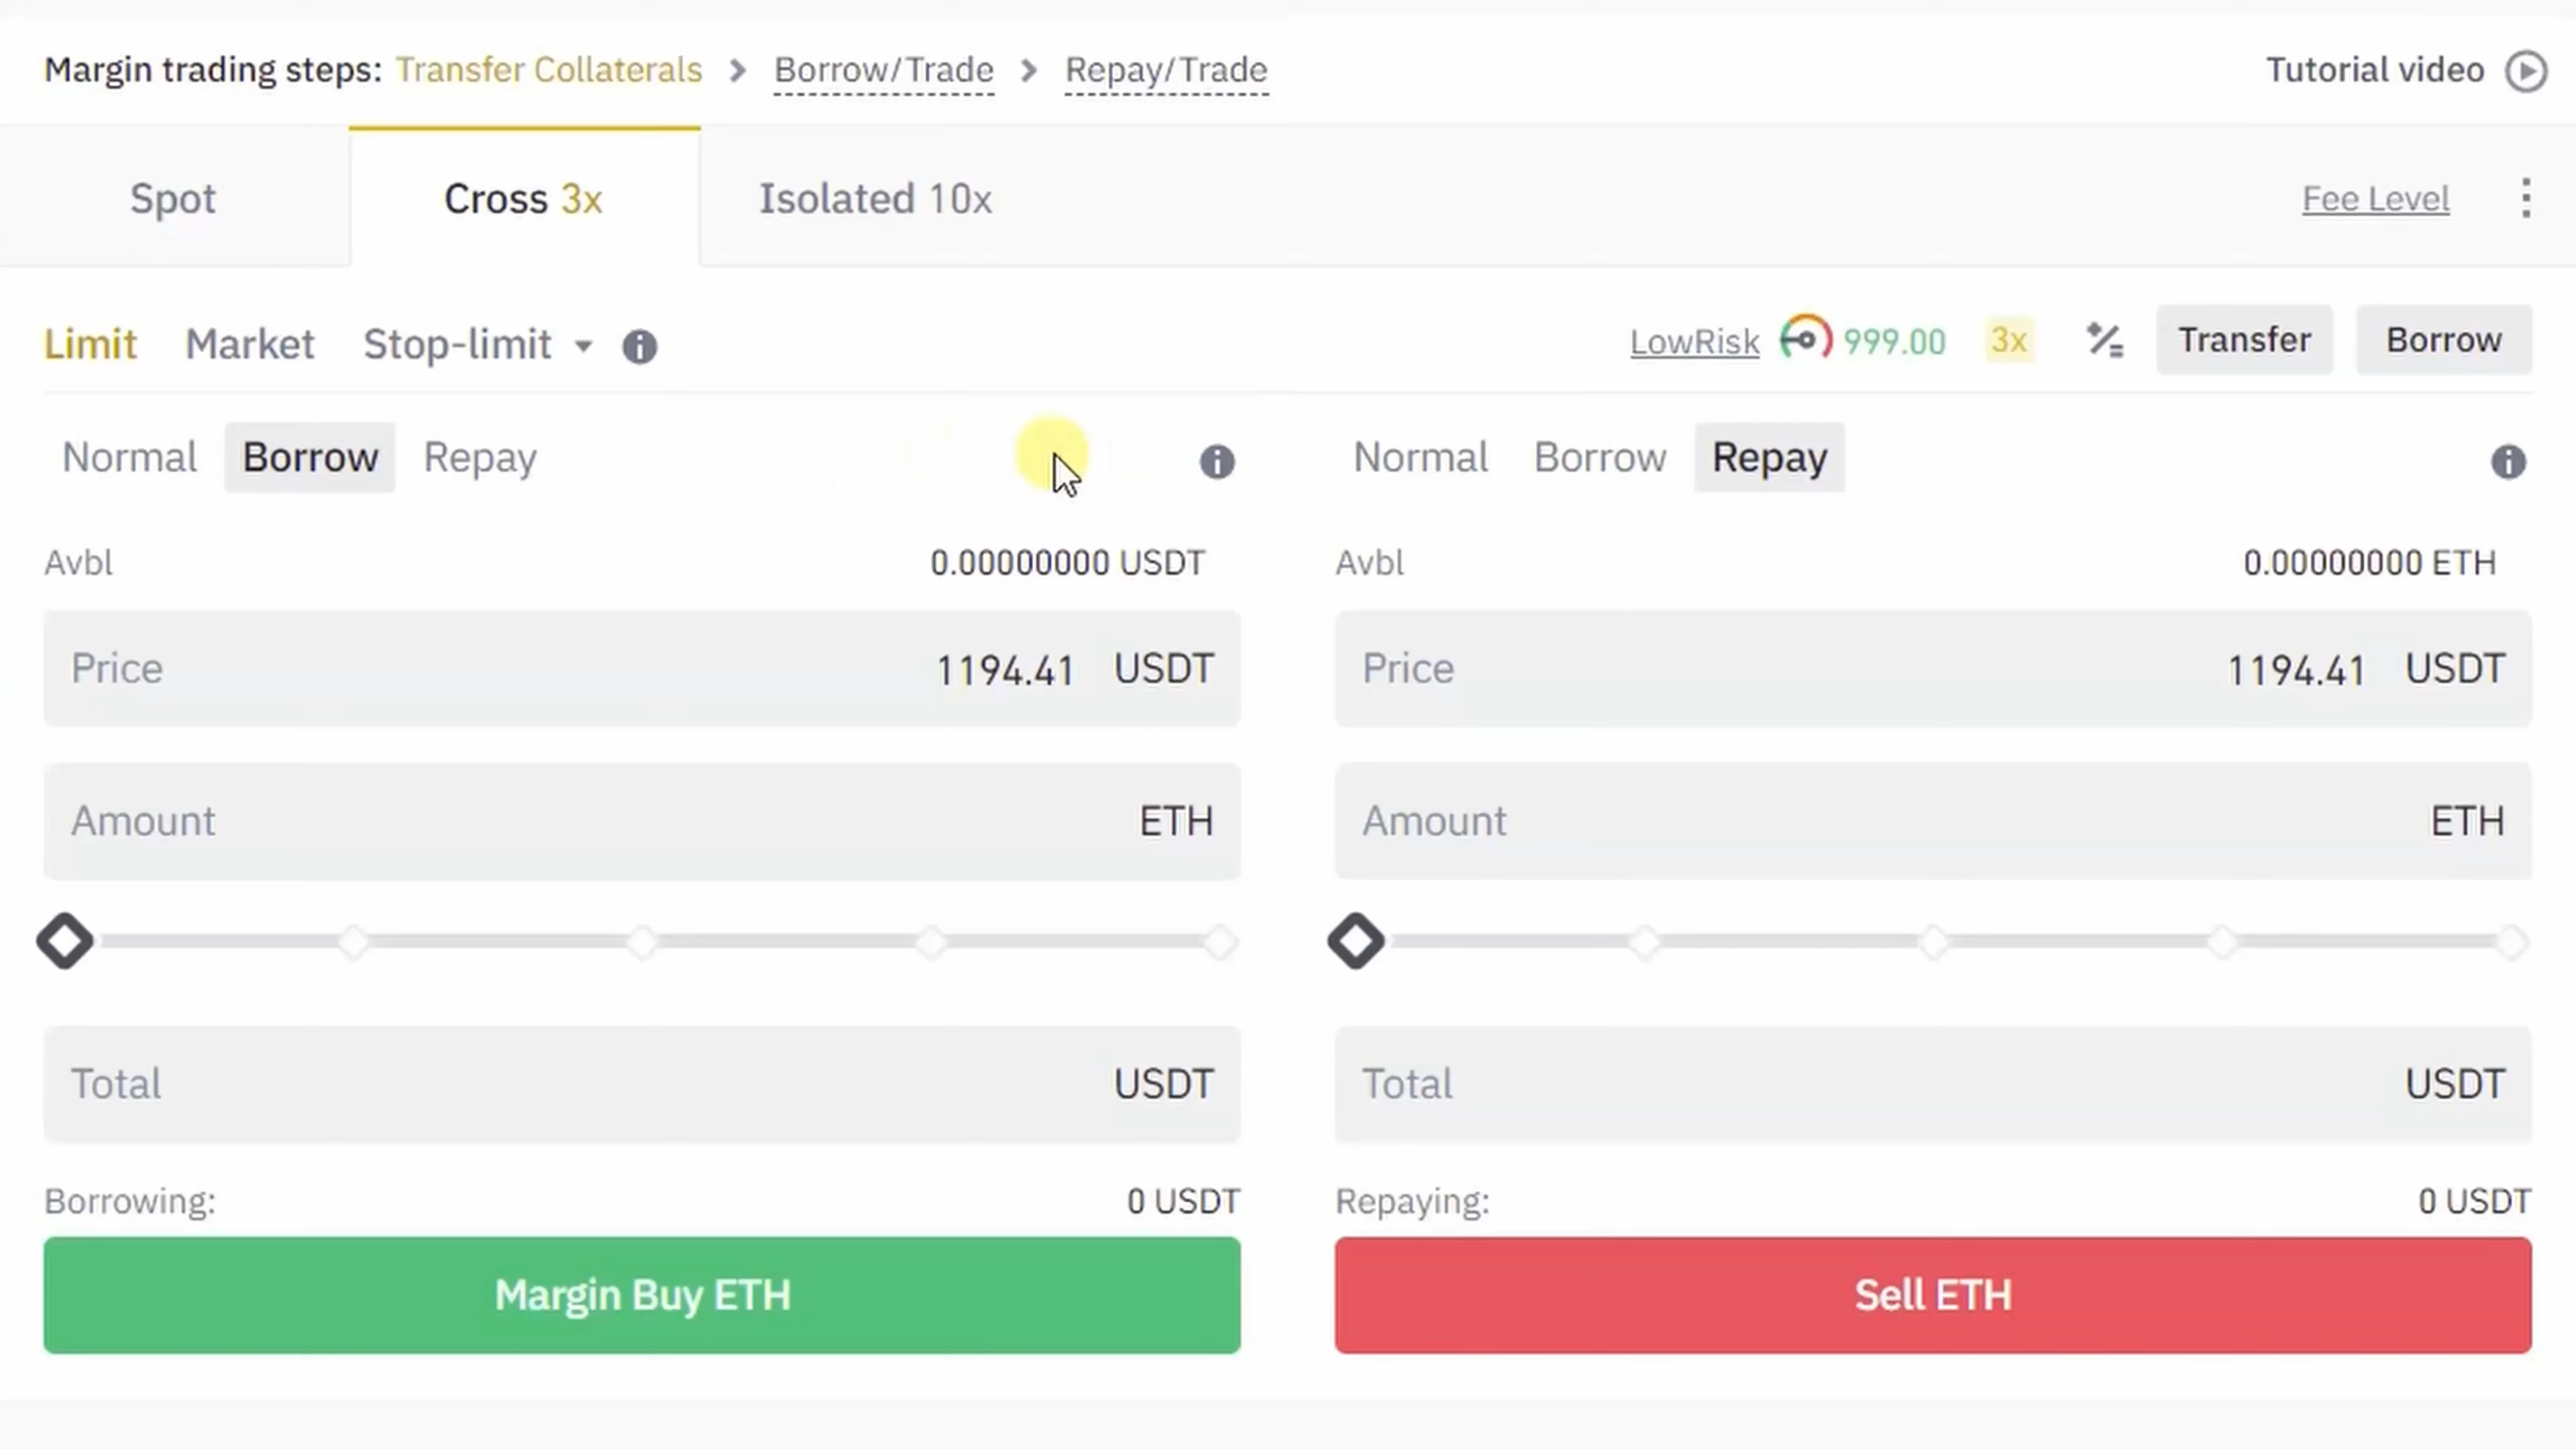 Margin trading steps: Transfer Collaterals > Borrow/Trade > Repay/Trade Tutorial video
Spot Cross 3x Isolated 10x Fee Level
Limit Market Stop-limit LowRisk 999.00 3x Transfer Borrow
Normal Borrow Repay
Avbl 0.00000000 USDT
Price 1194.41 USDT
Amount ETH
Total USDT
Borrowing: 0 USDT
Margin Buy ETH
Normal Borrow Repay
Avbl 0.00000000 ETH
Price 1194.41 USDT
Amount ETH
Total USDT
Repaying: 0 USDT
Sell ETH